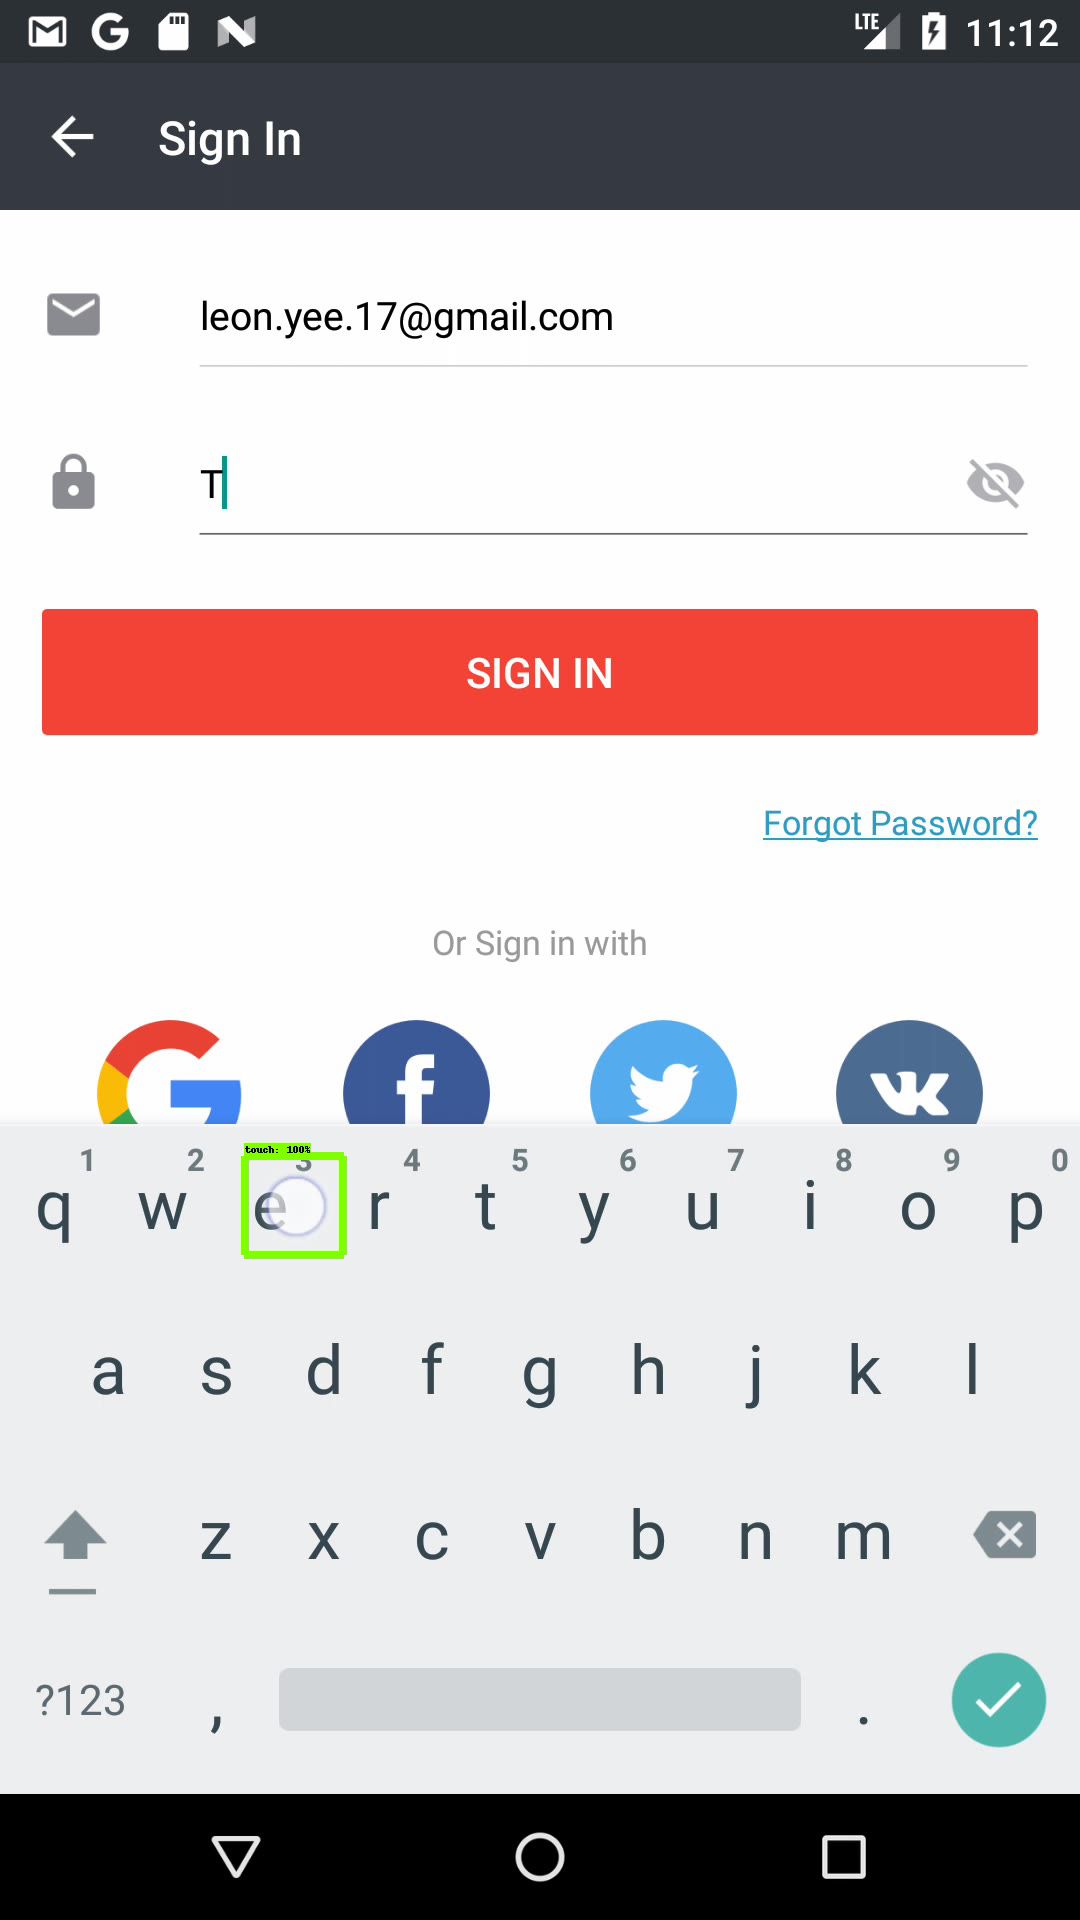 LTE 11:12
Sign In
leon.yee.17@gmail.com
T
SIGN IN
Forgot Password?
Or Sign in with
touch: 100%
1 2 3 4 5 6 7 8 9 0
q w e r t y u i o p
a s d f g h j k l
z x c v b n m
?123 , .